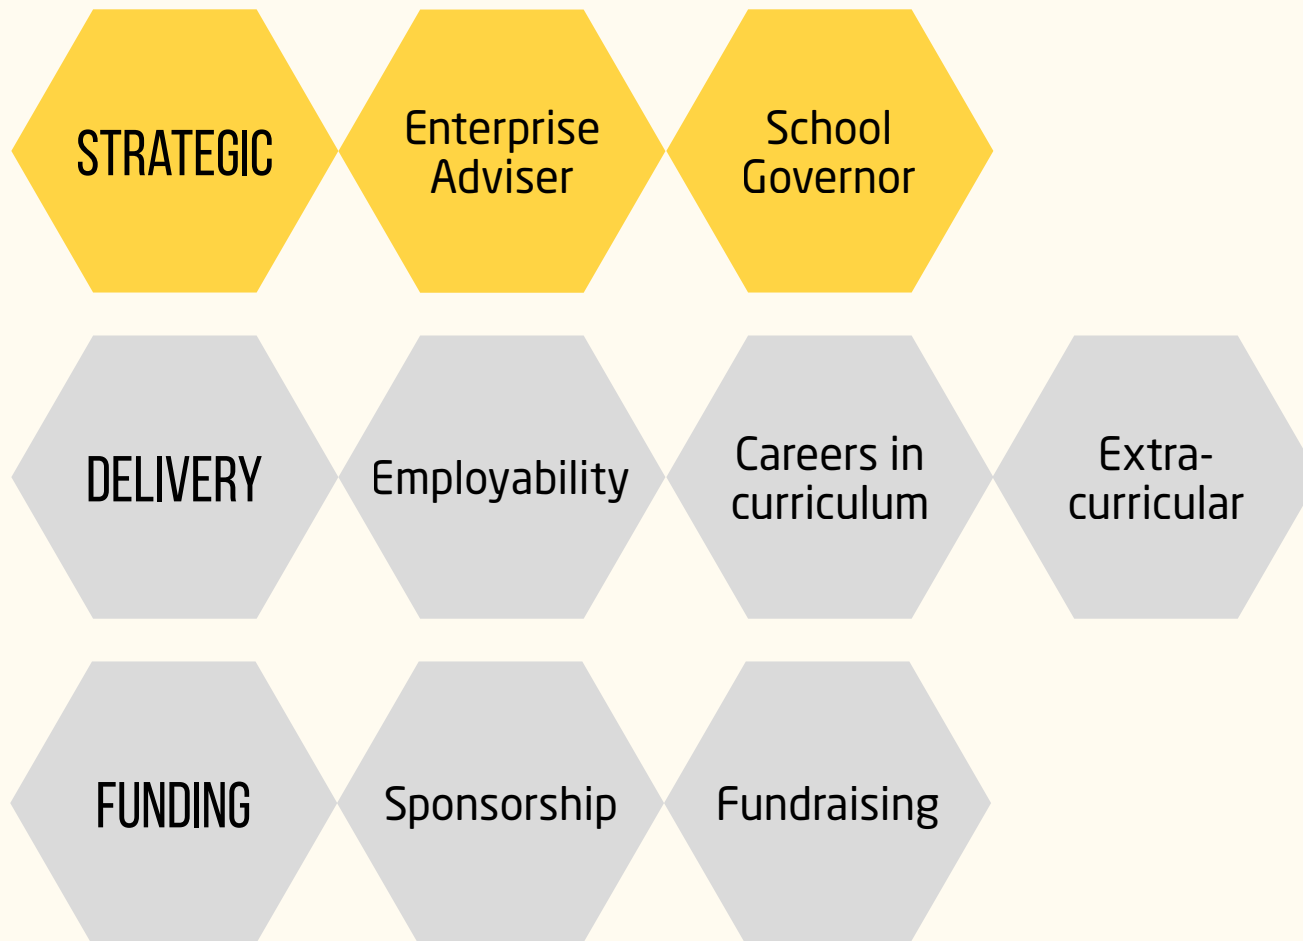 STRATEGIC
Enterprise
Adviser
School
Governor
DELIVERY
Employability
Careers in
curriculum
Extra-
curricular
FUNDING
Sponsorship
Fundraising